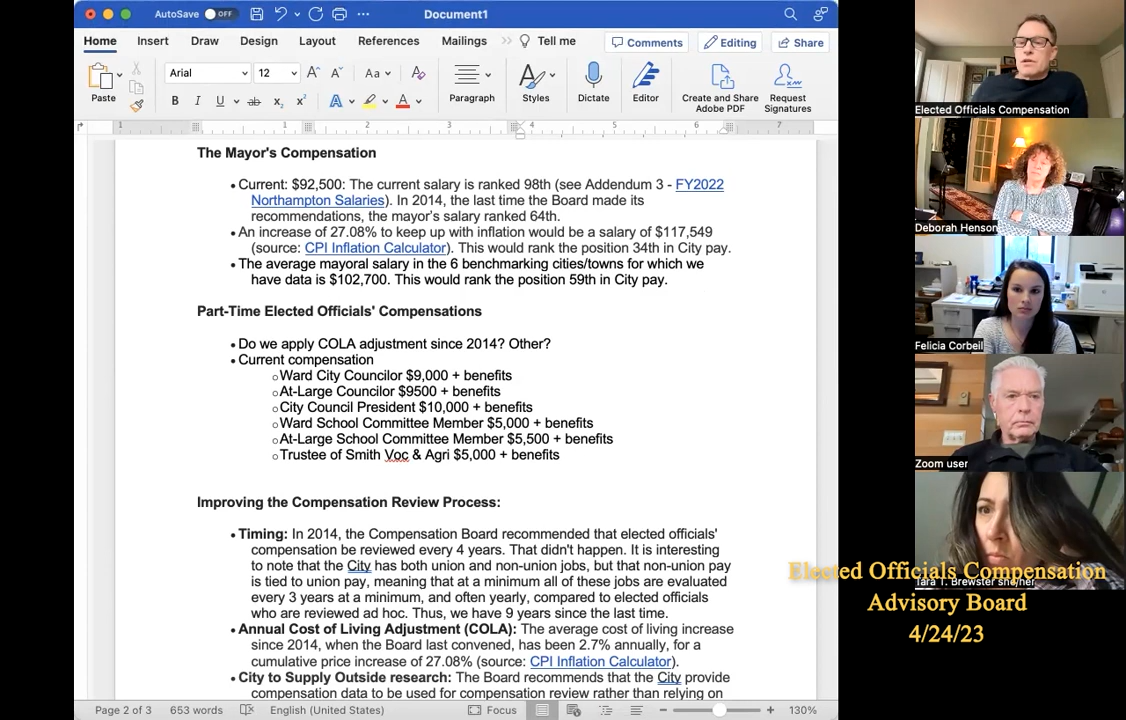 AutoSave OFF
Document1
Home Insert Draw Design Layout References Mailings Tell me Comments Editing Share
Paste
Arial 12 Aa
B I U ab x₂ x² A A
Paragraph
Styles
Dictate
Editor
Create and Share Adobe PDF
Request Signatures
1 1 2 3 4 5 6 7
The Mayor's Compensation
• Current: $92,500: The current salary is ranked 98th (see Addendum 3 - FY2022
Northampton Salaries). In 2014, the last time the Board made its
recommendations, the mayor's salary ranked 64th.
• An increase of 27.08% to keep up with inflation would be a salary of $117,549
(source: CPI Inflation Calculator). This would rank the position 34th in City pay.
• The average mayoral salary in the 6 benchmarking cities/towns for which we
have data is $102,700. This would rank the position 59th in City pay.
Part-Time Elected Officials' Compensations
• Do we apply COLA adjustment since 2014? Other?
• Current compensation
o Ward City Councilor $9,000 + benefits
o At-Large Councilor $9500 + benefits
o City Council President $10,000 + benefits
o Ward School Committee Member $5,000 + benefits
o At-Large School Committee Member $5,500 + benefits
o Trustee of Smith Voc & Agri $5,000 + benefits
Improving the Compensation Review Process:
• Timing: In 2014, the Compensation Board recommended that elected officials'
compensation be reviewed every 4 years. That didn't happen. It is interesting
to note that the City has both union and non-union jobs, but that non-union pay
is tied to union pay, meaning that at a minimum all of these jobs are evaluated
every 3 years at a minimum, and often yearly, compared to elected officials
who are reviewed ad hoc. Thus, we have 9 years since the last time.
• Annual Cost of Living Adjustment (COLA): The average cost of living increase
since 2014, when the Board last convened, has been 2.7% annually, for a
cumulative price increase of 27.08% (source: CPI Inflation Calculator).
• City to Supply Outside research: The Board recommends that the City provide
compensation data to be used for compensation review rather than relying on
Page 2 of 3 653 words English (United States) Focus 130%
Elected Officials Compensation
Deborah Henson
Felicia Corbeil
Zoom user
Tara T. Brewster she/her
Elected Officials Compensation
Advisory Board
4/24/23